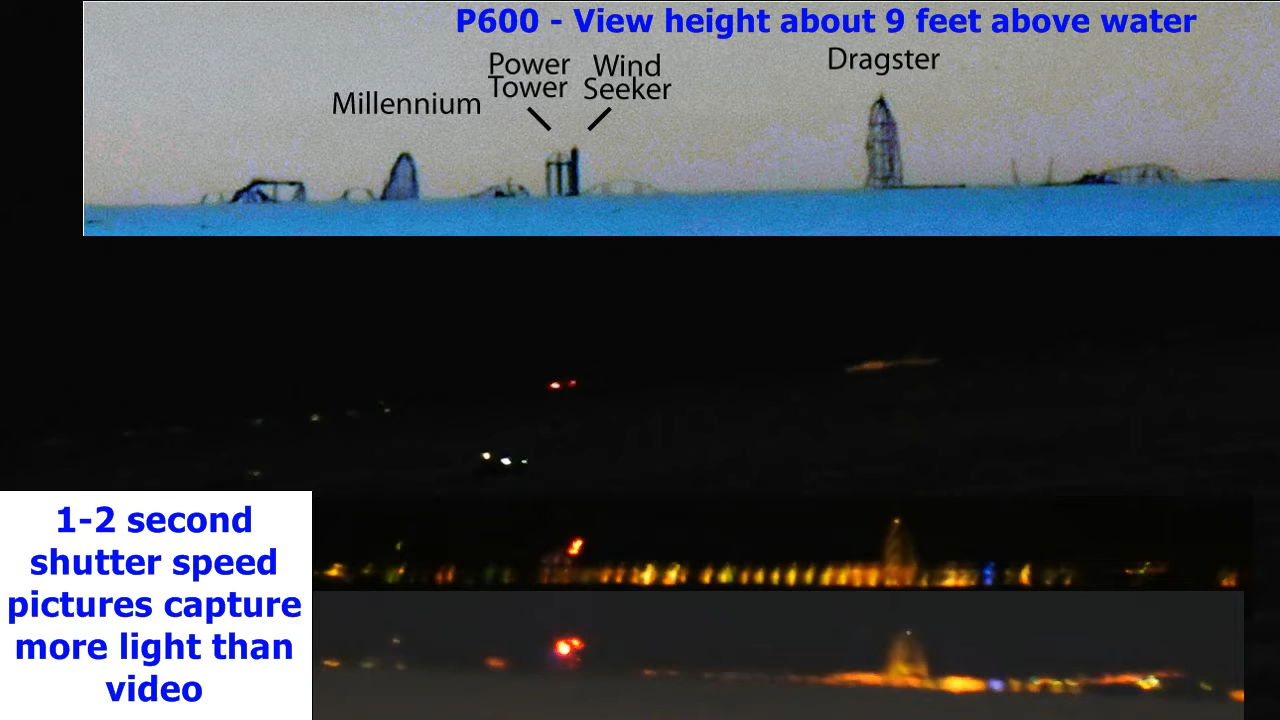 P600 - View height about 9 feet above water
Millennium
Power
Tower
Wind
Seeker
Dragster
1-2 second
shutter speed
pictures capture
more light than
video